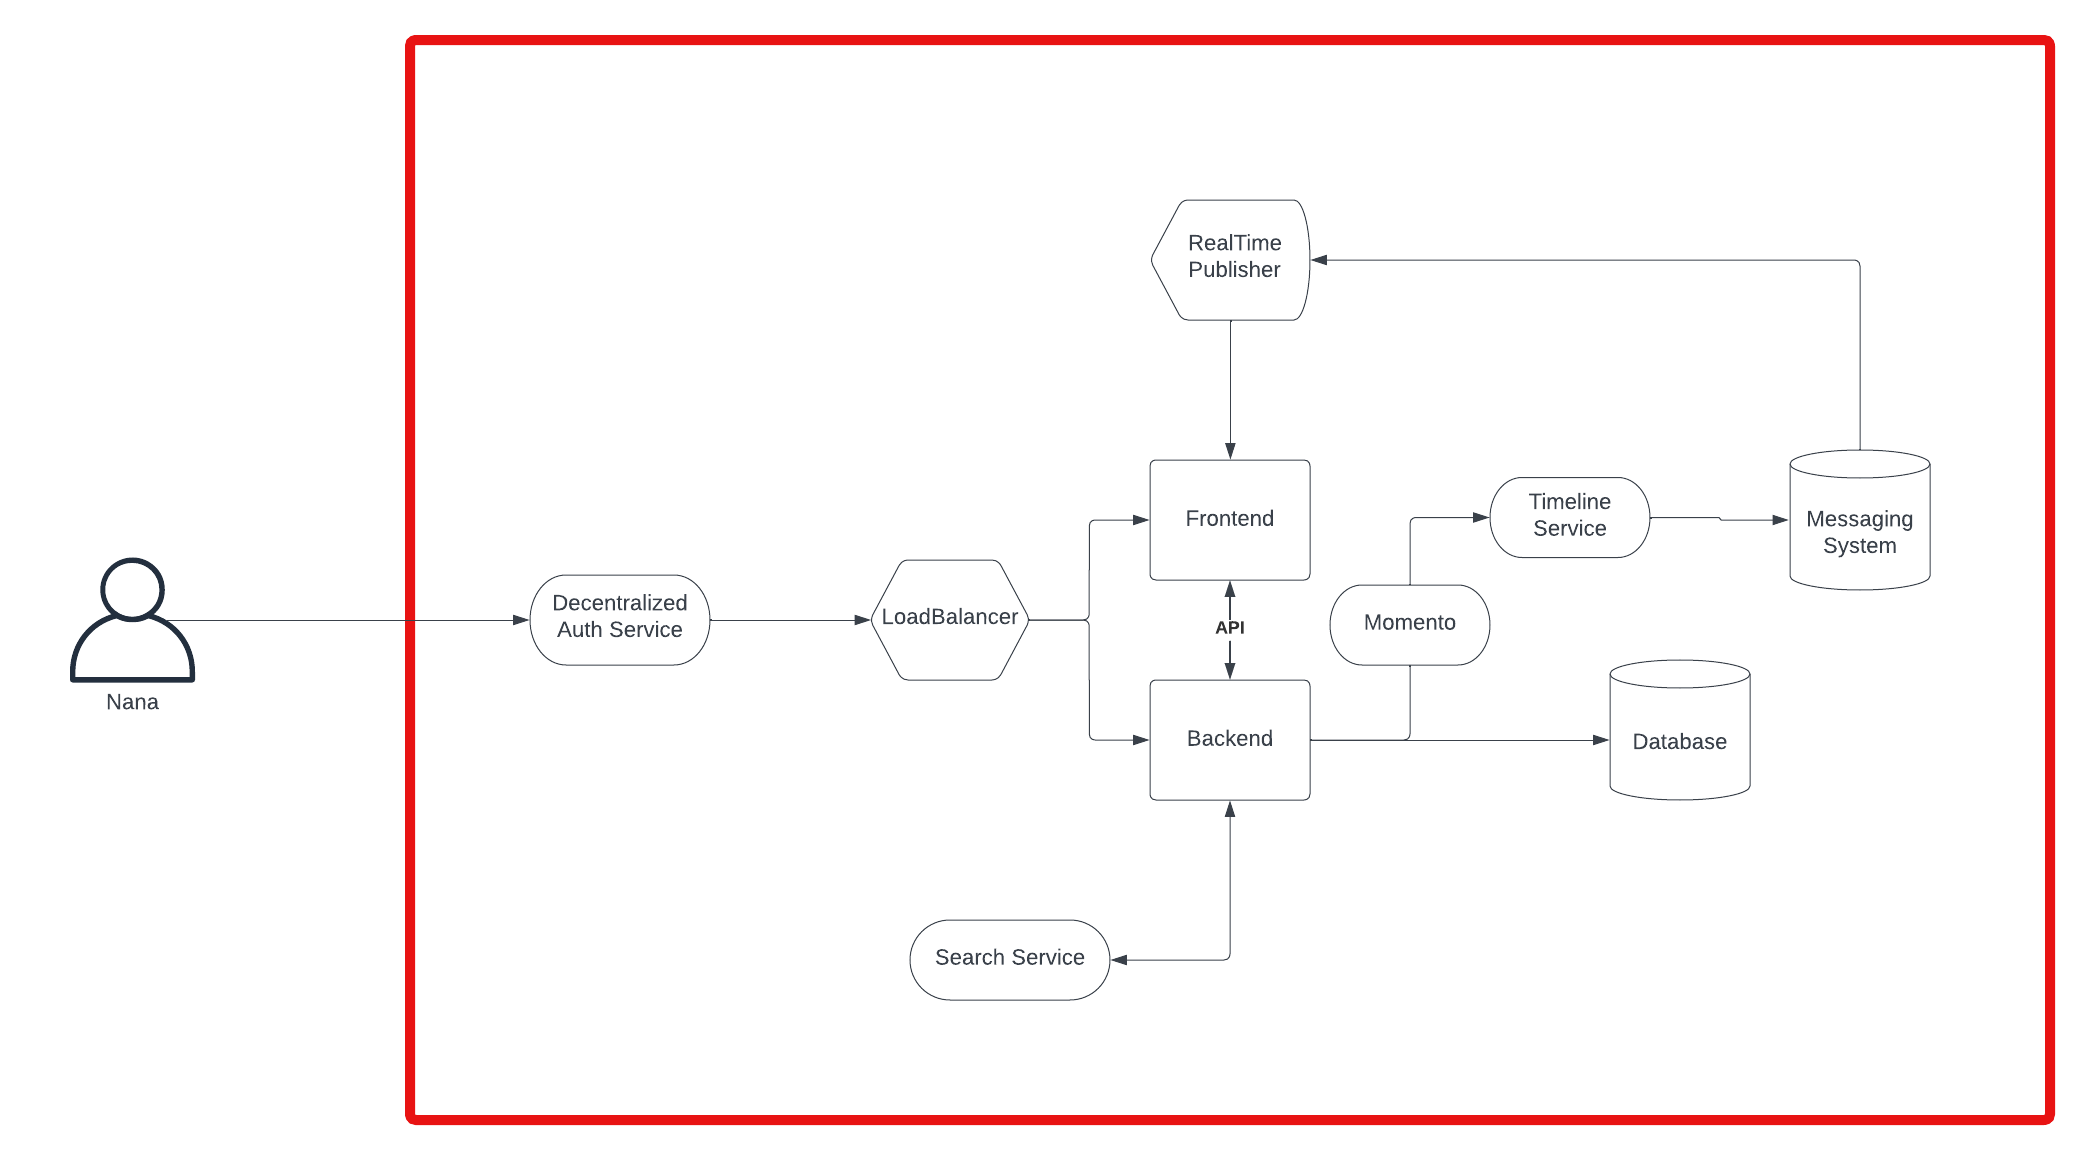 RealTime
Publisher
Frontend
Timeline
Service
Messaging
System
Decentralized
Auth Service
LoadBalancer
API
Momento
Nana
Backend
Database
Search Service